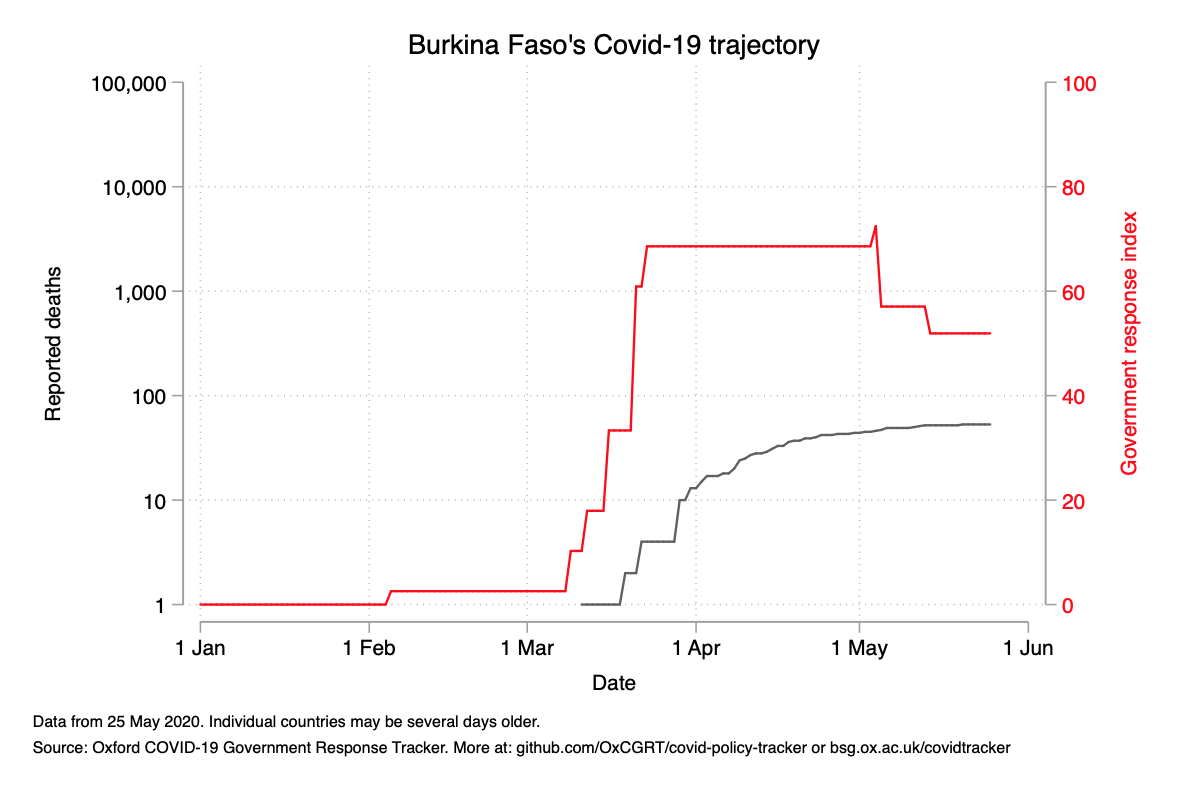 Burkina Faso's Covid-19 trajectory
100,000
10,000
1,000
100
10
1
Reported deaths
100
80
60
40
20
0
Government response index
1 Jan 1 Feb 1 Mar 1 Apr 1 May 1 Jun
Date
Data from 25 May 2020. Individual countries may be several days older.
Source: Oxford COVID-19 Government Response Tracker. More at: github.com/OxCGRT/covid-policy-tracker or bsg.ox.ac.uk/covidtracker